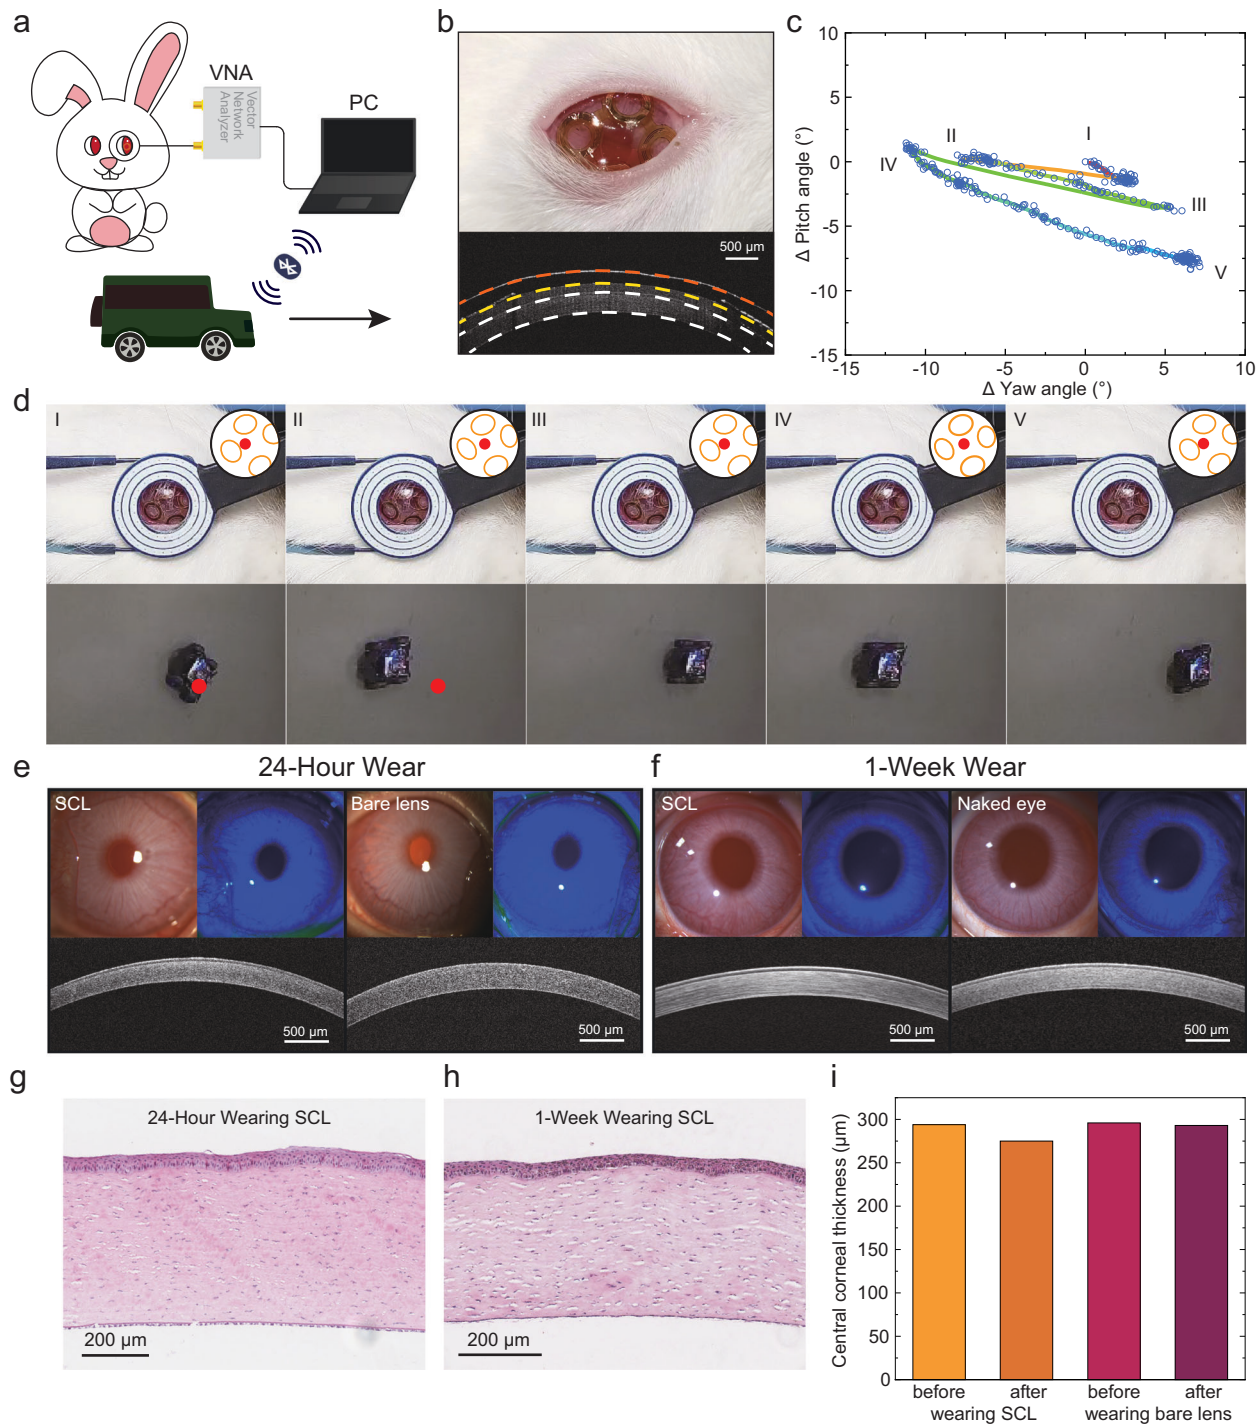 a
VNA
Vector
Network
Analyzer
PC
b
500 µm
c
Δ Pitch angle (°)
10
5
0
-5
-10
-15
I
II
III
IV
V
-15
-10
-5
0
5
10
Δ Yaw angle (°)
d
I
II
III
IV
V
e
24-Hour Wear
SCL
Bare lens
500 µm
500 µm
f
1-Week Wear
SCL
Naked eye
500 µm
500 µm
g
24-Hour Wearing SCL
200 µm
h
1-Week Wearing SCL
200 µm
i
Central corneal thickness (µm)
300
250
200
150
100
50
0
before
after
before
after
wearing SCL
wearing bare lens